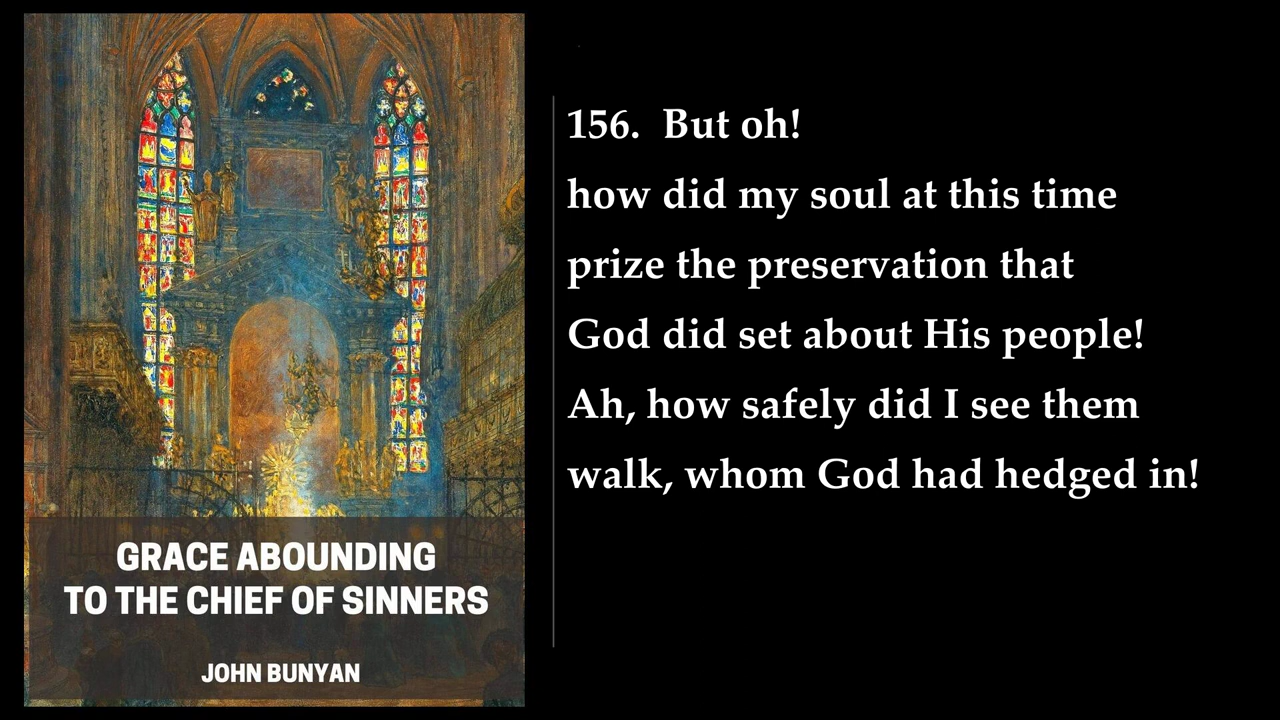 GRACE ABOUNDING
TO THE CHIEF OF SINNERS
JOHN BUNYAN
156.  But oh!
how did my soul at this time
prize the preservation that
God did set about His people!
Ah, how safely did I see them
walk, whom God had hedged in!